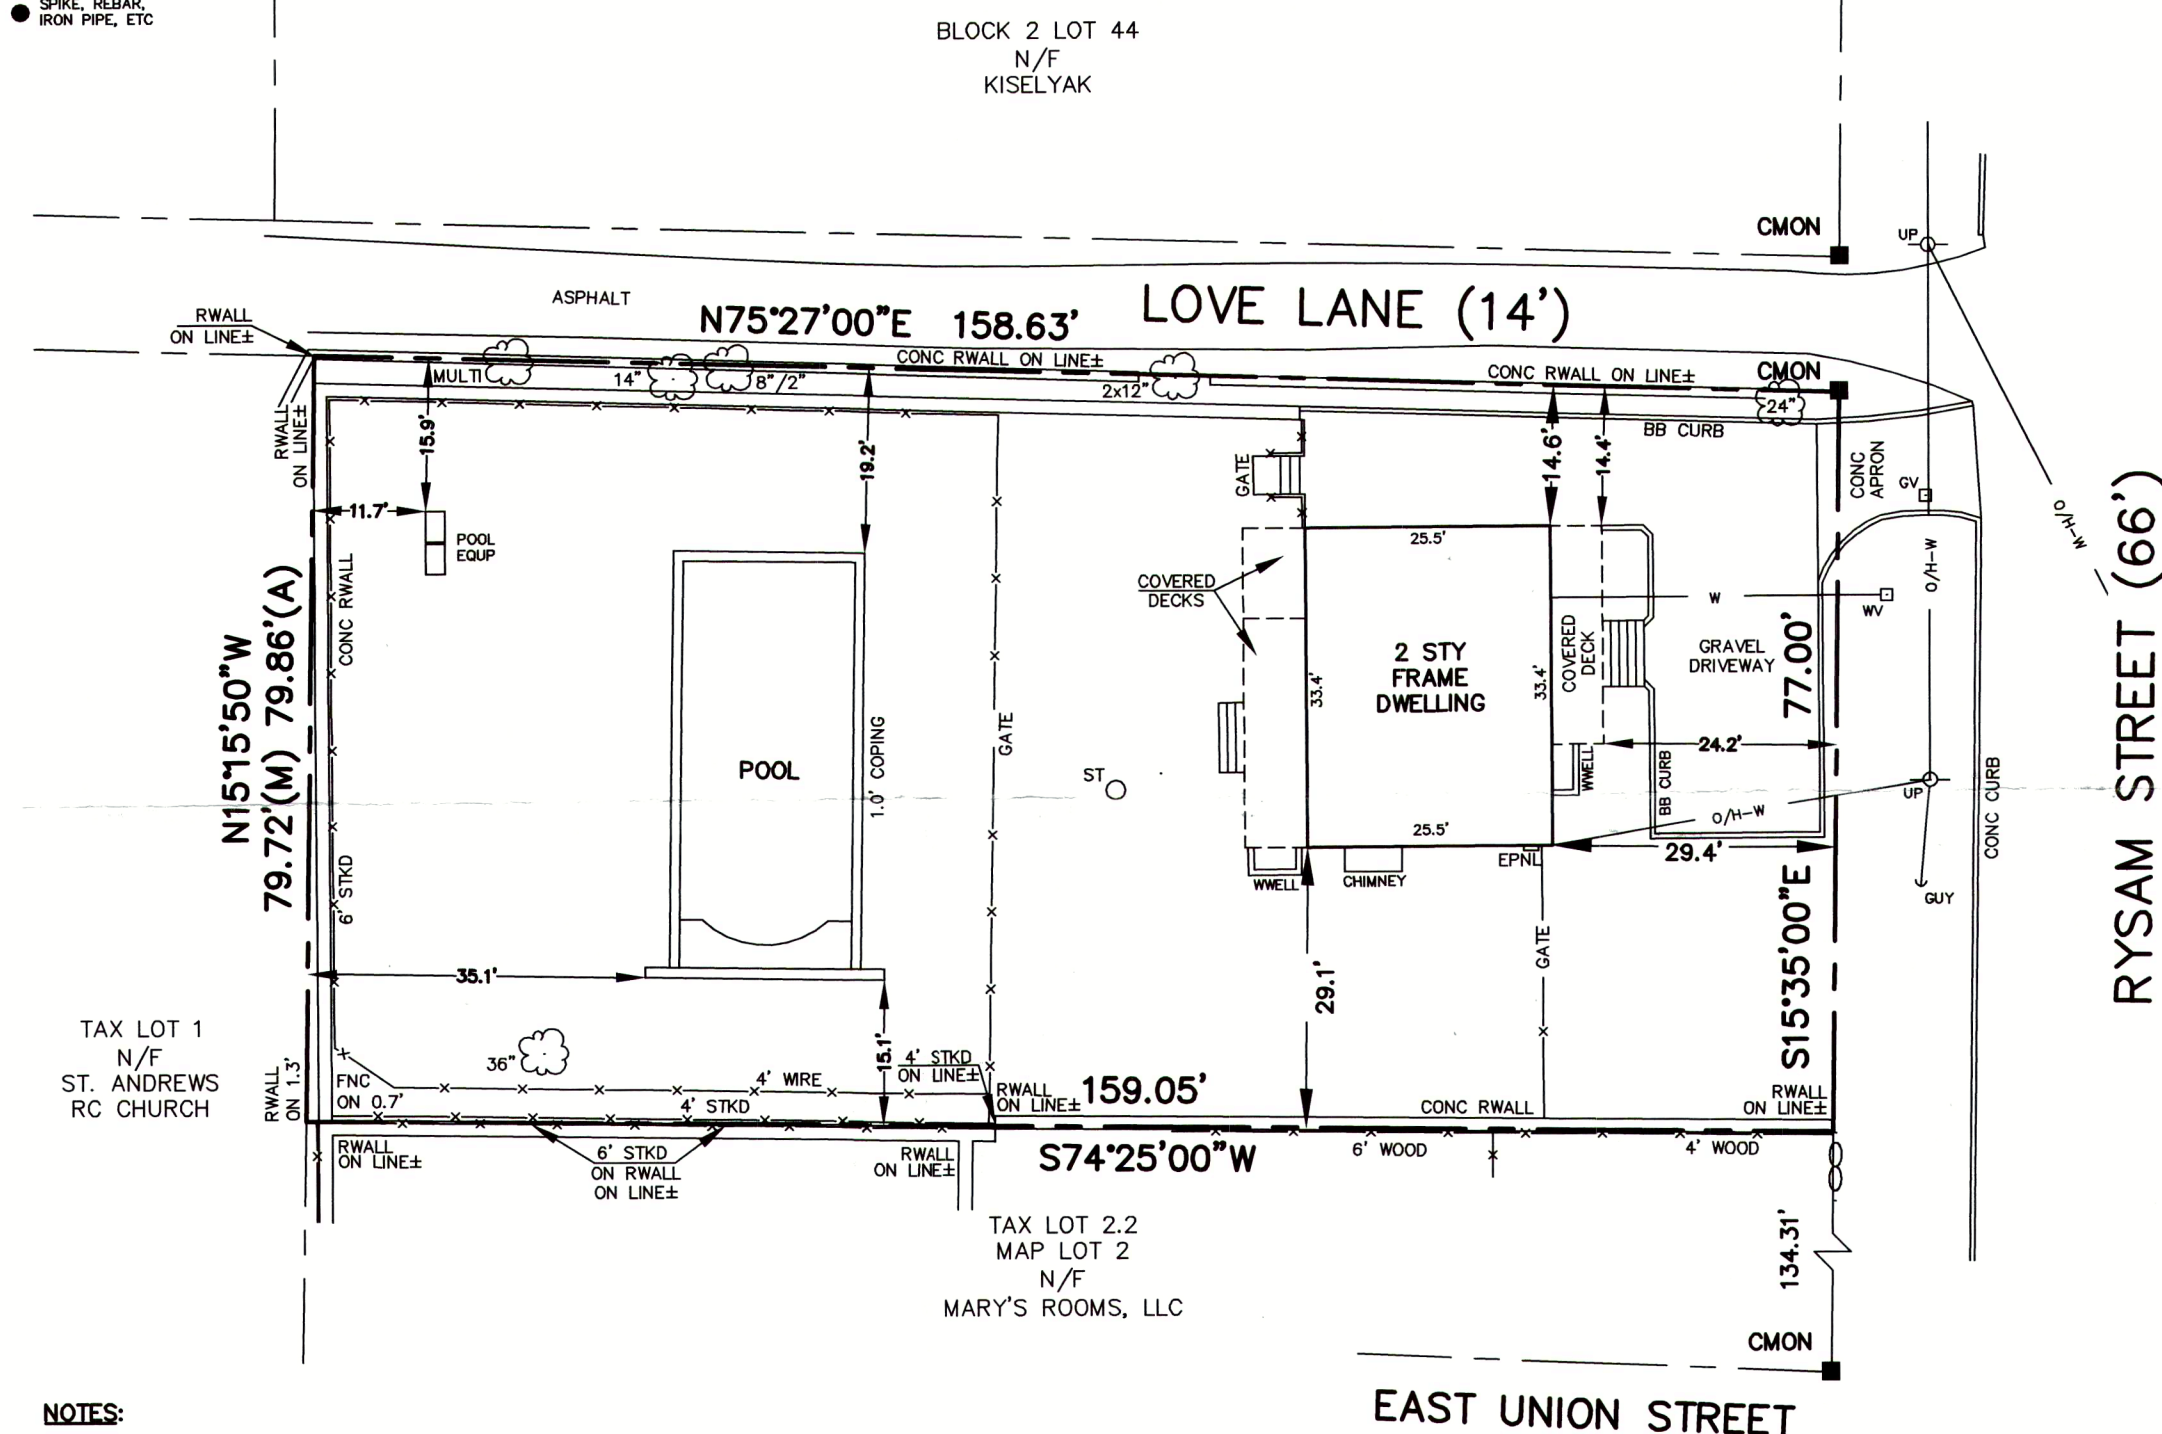 SPIKE, REBAR,
IRON PIPE, ETC
BLOCK 2 LOT 44
N/F
KISELYAK
CMON
UP
ASPHALT
LOVE LANE (14')
N75°27'00"E 158.63'
RWALL
ON LINE±
CONC RWALL ON LINE±
CONC RWALL ON LINE±
CMON
MULTI
14"
8"/2"
2x12"
24"
RWALL
ON LINE±
15.9'
19.2'
14.6'
14.4'
BB CURB
GATE
CONC
APRON
GV
O/H-W
RYSAM STREET (66')
11.7'
POOL
EQUP
25.5'
O/H-W
COVERED
DECKS
CONC RWALL
W
WV
N15°15'50"W
79.72'(M) 79.86'(A)
2 STY
FRAME
DWELLING
33.4'
33.4'
COVERED
DECK
GRAVEL
DRIVEWAY
77.00'
POOL
1.0' COPING
GATE
ST
24.2'
WWELL
BB CURB
UP
CONC CURB
O/H-W
25.5'
EPNL
29.4'
6' STKD
WWELL
CHIMNEY
GUY
S15°35'00"E
GATE
29.1'
35.1'
15.1'
TAX LOT 1
N/F
ST. ANDREWS
RC CHURCH
36"
4' STKD
ON LINE±
RWALL
ON 1.3'
FNC
ON 0.7'
4' WIRE
4' STKD
RWALL
ON LINE±
159.05'
CONC RWALL
RWALL
ON LINE±
RWALL
ON LINE±
6' STKD
ON RWALL
ON LINE±
RWALL
ON LINE±
S74°25'00"W
6' WOOD
4' WOOD
TAX LOT 2.2
MAP LOT 2
N/F
MARY'S ROOMS, LLC
134.31'
CMON
NOTES:
EAST UNION STREET